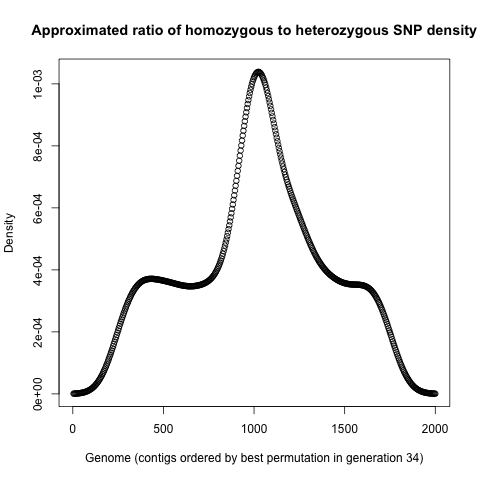 Approximated ratio of homozygous to heterozygous SNP density
1e-03
8e-04
6e-04
4e-04
2e-04
0e+00
Density
0 500 1000 1500 2000
Genome (contigs ordered by best permutation in generation 34)